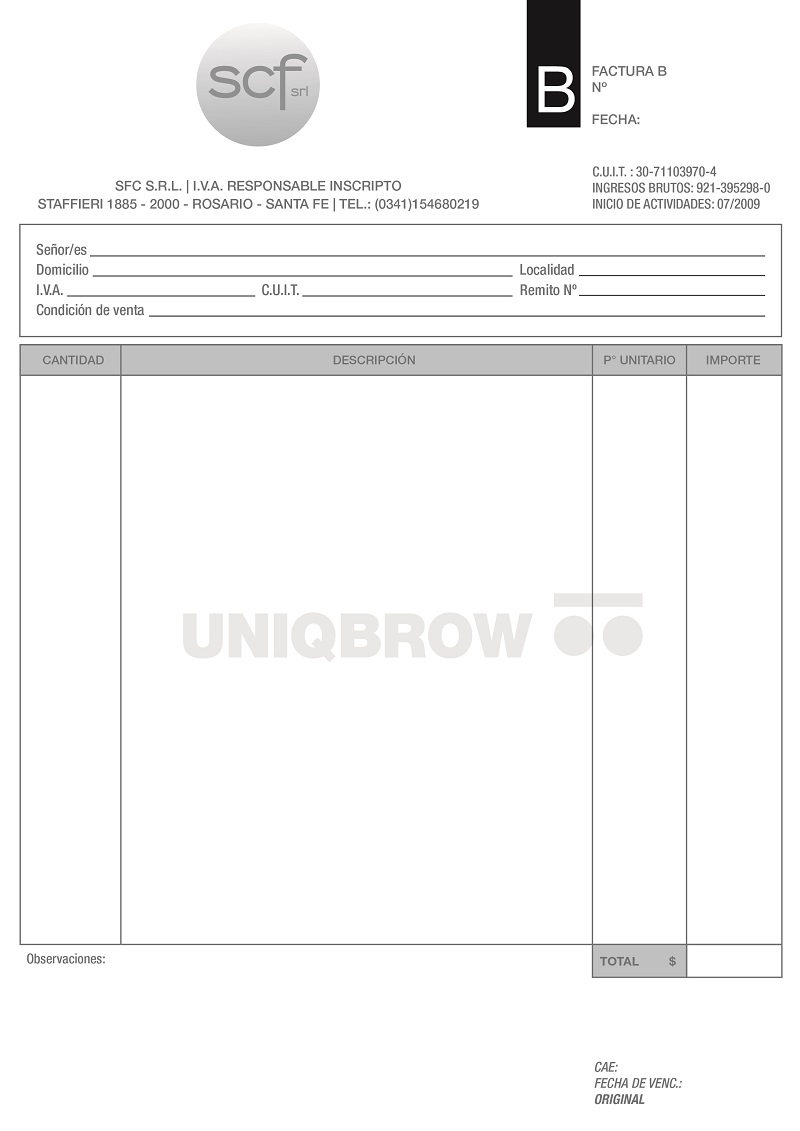 scf srl
B
FACTURA B
Nº
FECHA:
C.U.I.T. : 30-71103970-4
SFC S.R.L. | I.V.A. RESPONSABLE INSCRIPTO
INGRESOS BRUTOS: 921-395298-0
STAFFIERI 1885 - 2000 - ROSARIO - SANTA FE | TEL.: (0341)154680219
INICIO DE ACTIVIDADES: 07/2009
Señor/es
Domicilio Localidad
I.V.A. C.U.I.T. Remito Nº
Condición de venta
CANTIDAD DESCRIPCIÓN P° UNITARIO IMPORTE
UNIQBROW
Observaciones: TOTAL $
CAE:
FECHA DE VENC.:
ORIGINAL